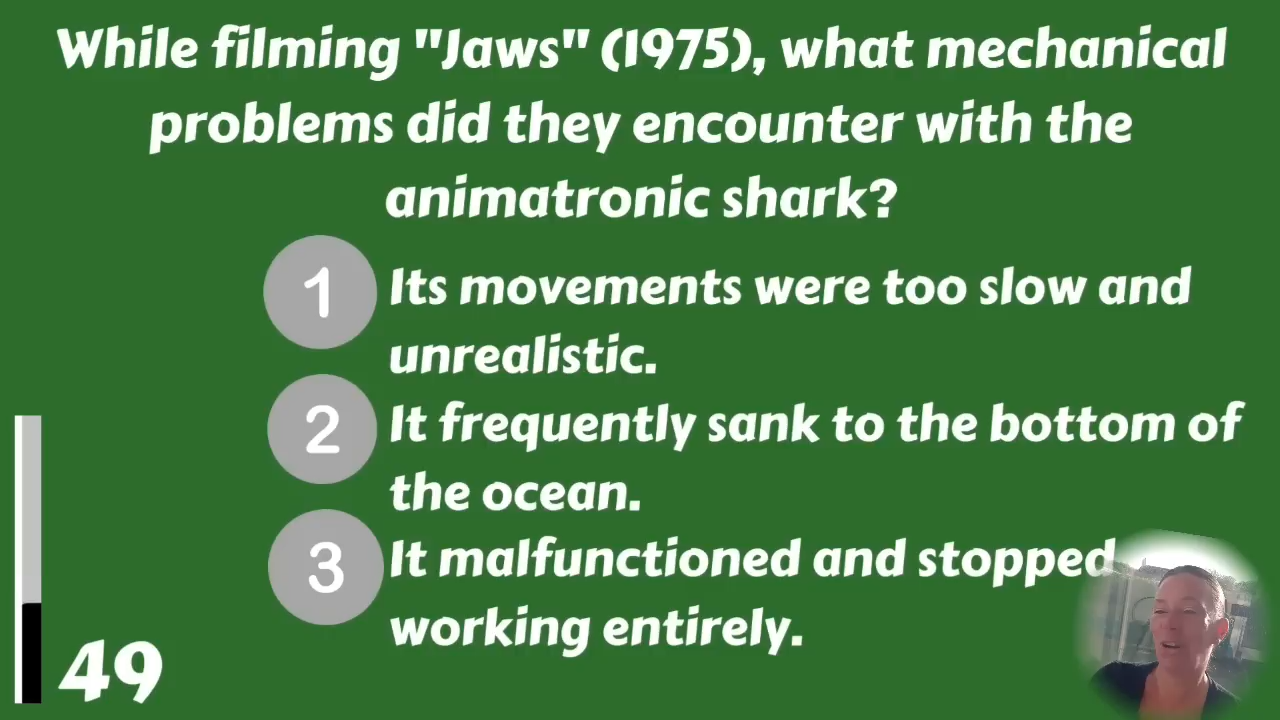 While filming "Jaws" (1975), what mechanical
problems did they encounter with the
animatronic shark?
1 Its movements were too slow and
unrealistic.
2 It frequently sank to the bottom of
the ocean.
3 It malfunctioned and stopped
working entirely.
49